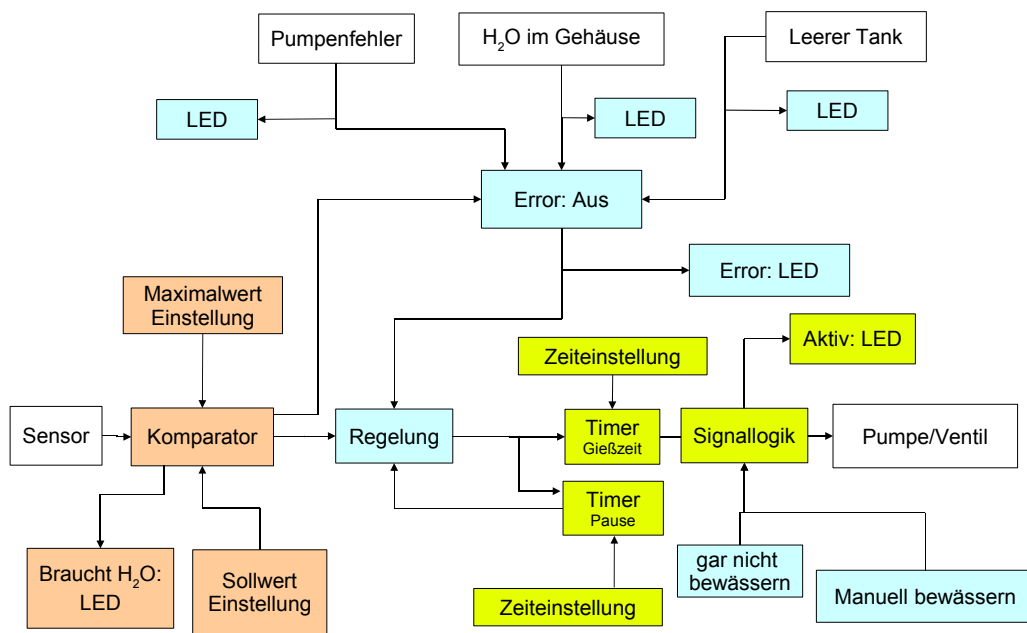 Pumpenfehler
H₂O im Gehäuse
Leerer Tank
LED
LED
LED
Error: Aus
Error: LED
Maximalwert
Einstellung
Aktiv: LED
Zeiteinstellung
Sensor
Komparator
Regelung
Timer
Gießzeit
Signallogik
Pumpe/Ventil
Timer
Pause
Braucht H₂O:
LED
Sollwert
Einstellung
Zeiteinstellung
gar nicht
bewässern
Manuell bewässern